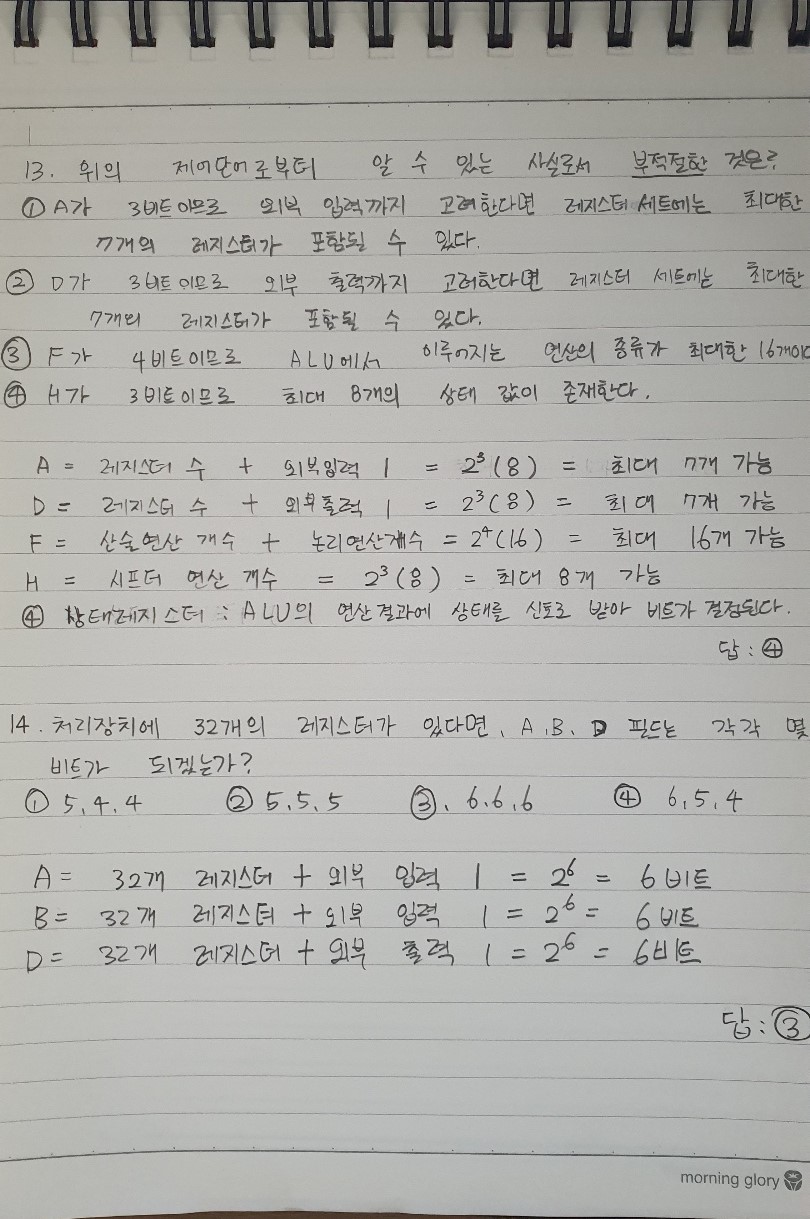 13. 위의 제어단어로부터 알 수 있는 사실로서 부적절한 것은?
① A가 3비트이므로 외부 입력까지 고려한다면 레지스터 세트에는 최대한
7개의 레지스터가 포함될 수 있다.
② D가 3비트이므로 외부 출력까지 고려한다면 레지스터 세트에는 최대한
7개의 레지스터가 포함될 수 있다.
③ F가 4비트이므로 ALU에서 이루어지는 연산의 종류가 최대한 16개이다
④ H가 3비트이므로 최대 8개의 상태 값이 존재한다.
A = 레지스터 수 + 외부입력 1 = 2³(8) = 최대 7개 가능
D = 레지스터 수 + 외부출력 1 = 2³(8) = 최대 7개 가능
F = 산술연산 개수 + 논리연산개수 = 2⁴(16) = 최대 16개 가능
H = 시프터 연산 개수 = 2³(8) = 최대 8개 가능
④ 상태레지스터 : ALU의 연산결과에 상태를 신호로 받아 비트가 결정된다.
답 : ④
14. 처리장치에 32개의 레지스터가 있다면, A, B, D 필드는 각각 몇
비트가 되겠는가?
① 5, 4, 4 ② 5, 5, 5 ③. 6, 6, 6 ④ 6, 5, 4
A = 32개 레지스터 + 외부 입력 1 = 2⁶ = 6비트
B = 32개 레지스터 + 외부 입력 1 = 2⁶ = 6비트
D = 32개 레지스터 + 외부 출력 1 = 2⁶ = 6비트
답 : ③
morning glory